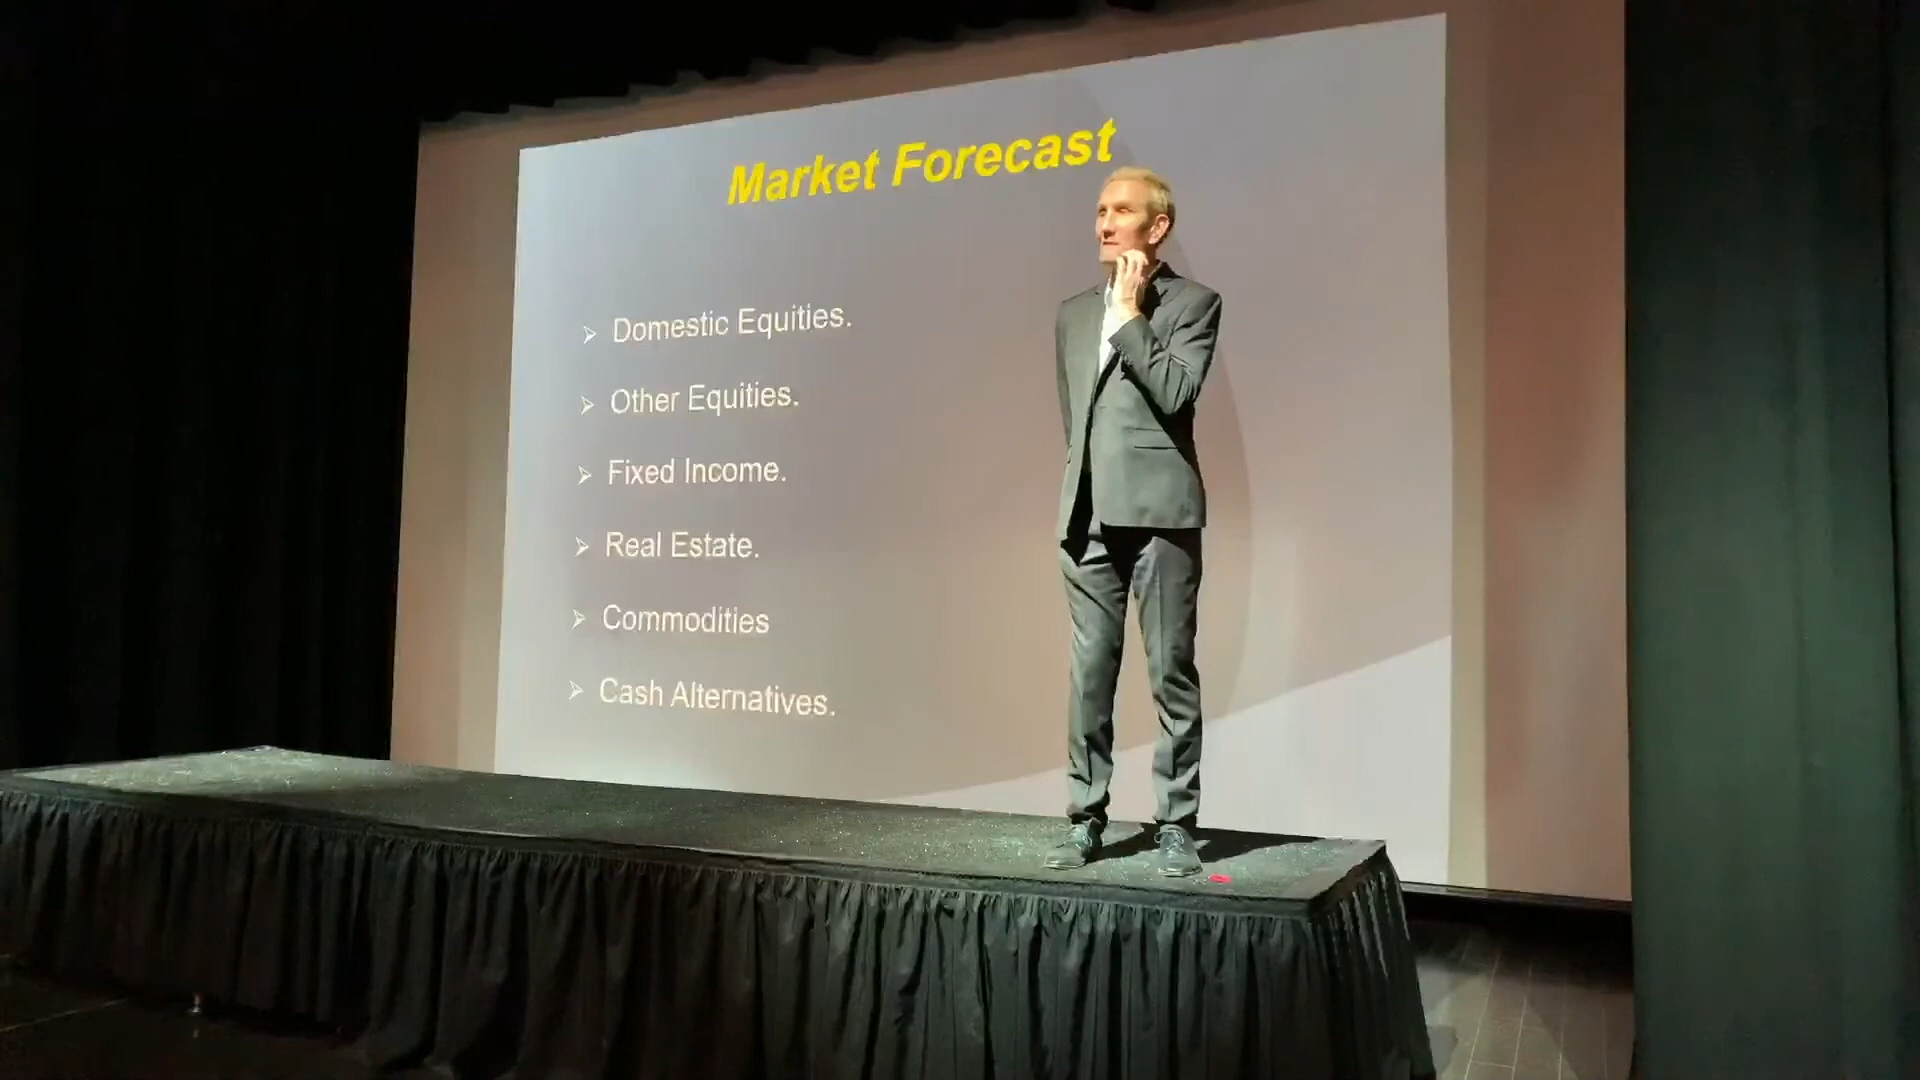 Market Forecast
➢ Domestic Equities.
➢ Other Equities.
➢ Fixed Income.
➢ Real Estate.
➢ Commodities
➢ Cash Alternatives.